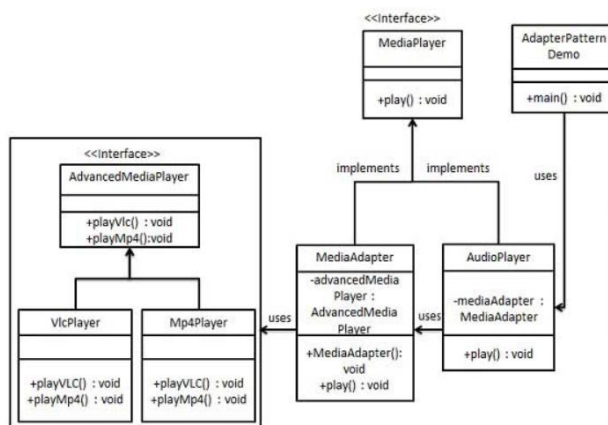 <<Interface>>
MediaPlayer
+play() : void
AdapterPattern
Demo
+main() : void
implements
implements
uses
<<Interface>>
AdvancedMediaPlayer
+playVlc() : void
+playMp4():void
VlcPlayer
+playVLC() : void
+playMp4() : void
Mp4Player
+playVLC() : void
+playMp4() : void
uses
MediaAdapter
-advancedMedia
Player :
AdvancedMedia
Player
+MediaAdapter():
void
+play() : void
uses
AudioPlayer
-mediaAdapter :
MediaAdapter
+play() : void